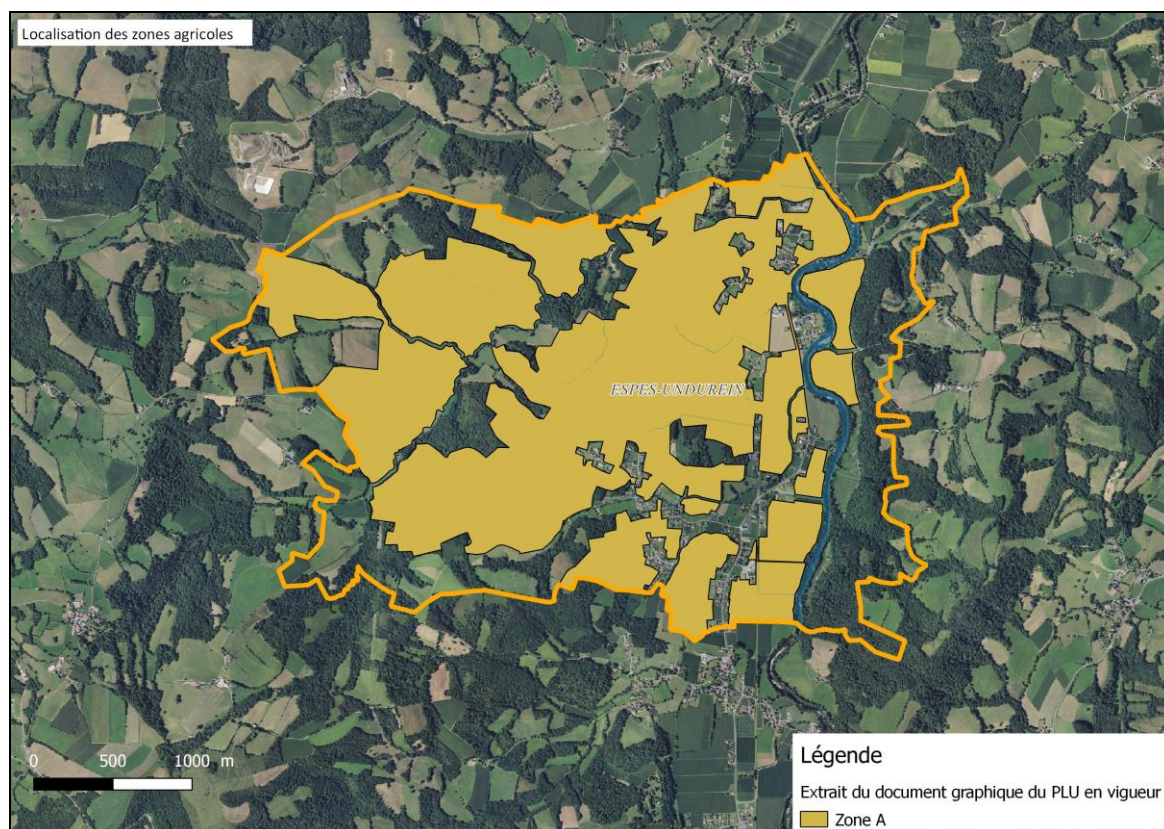 Localisation des zones agricoles
ESPES-UNDUREIN
0 500 1000 m
Légende
Extrait du document graphique du PLU en vigueur
Zone A